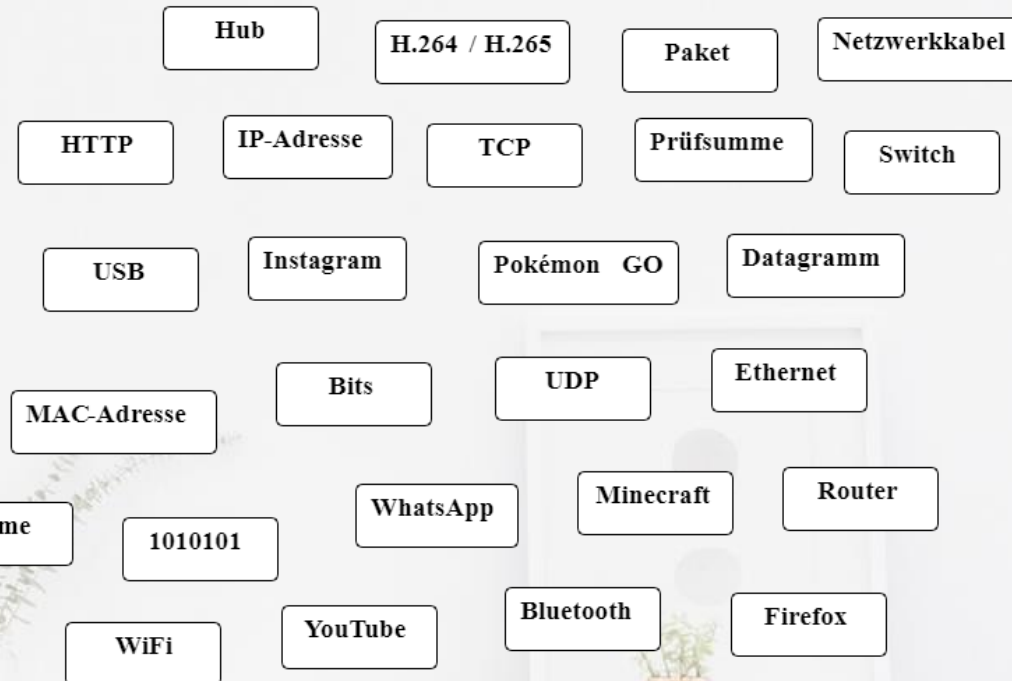 Hub
H.264 / H.265
Paket
Netzwerkkabel
HTTP
IP-Adresse
TCP
Prüfsumme
Switch
USB
Instagram
Pokémon GO
Datagramm
MAC-Adresse
Bits
UDP
Ethernet
me
1010101
WhatsApp
Minecraft
Router
WiFi
YouTube
Bluetooth
Firefox